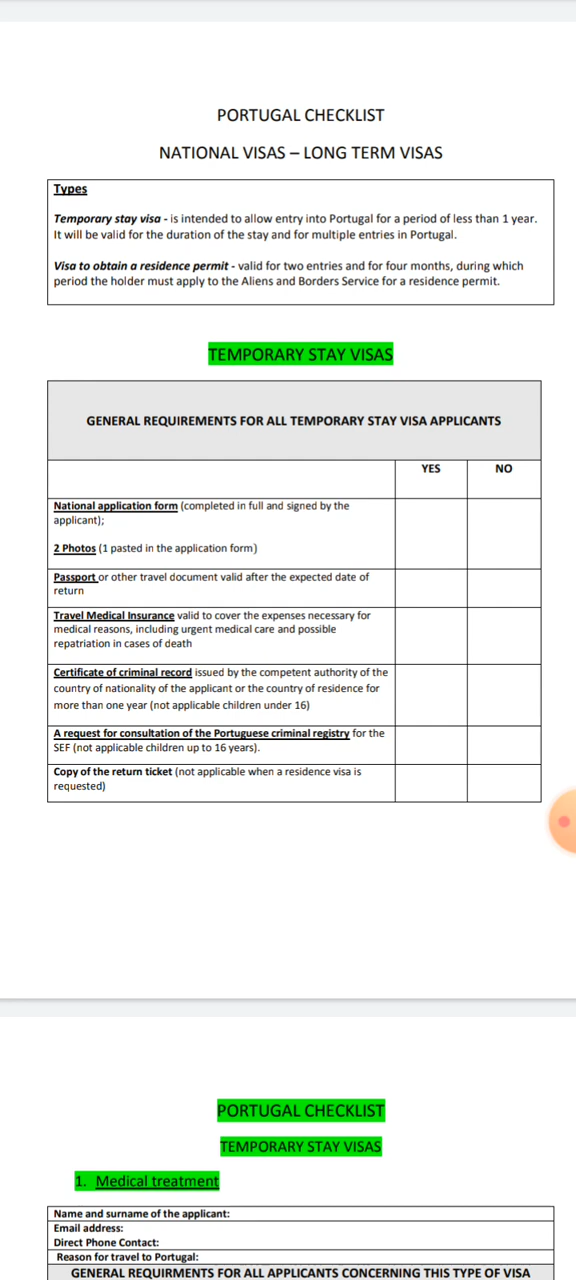 PORTUGAL CHECKLIST
NATIONAL VISAS – LONG TERM VISAS
Types
Temporary stay visa - is intended to allow entry into Portugal for a period of less than 1 year.
It will be valid for the duration of the stay and for multiple entries in Portugal.
Visa to obtain a residence permit - valid for two entries and for four months, during which
period the holder must apply to the Aliens and Borders Service for a residence permit.
TEMPORARY STAY VISAS
GENERAL REQUIREMENTS FOR ALL TEMPORARY STAY VISA APPLICANTS
YES NO
National application form (completed in full and signed by the
applicant);
2 Photos (1 pasted in the application form)
Passport or other travel document valid after the expected date of
return
Travel Medical Insurance valid to cover the expenses necessary for
medical reasons, including urgent medical care and possible
repatriation in cases of death
Certificate of criminal record issued by the competent authority of the
country of nationality of the applicant or the country of residence for
more than one year (not applicable children under 16)
A request for consultation of the Portuguese criminal registry for the
SEF (not applicable children up to 16 years).
Copy of the return ticket (not applicable when a residence visa is
requested)
PORTUGAL CHECKLIST
TEMPORARY STAY VISAS
1. Medical treatment
Name and surname of the applicant:
Email address:
Direct Phone Contact:
Reason for travel to Portugal:
GENERAL REQUIRMENTS FOR ALL APPLICANTS CONCERNING THIS TYPE OF VISA